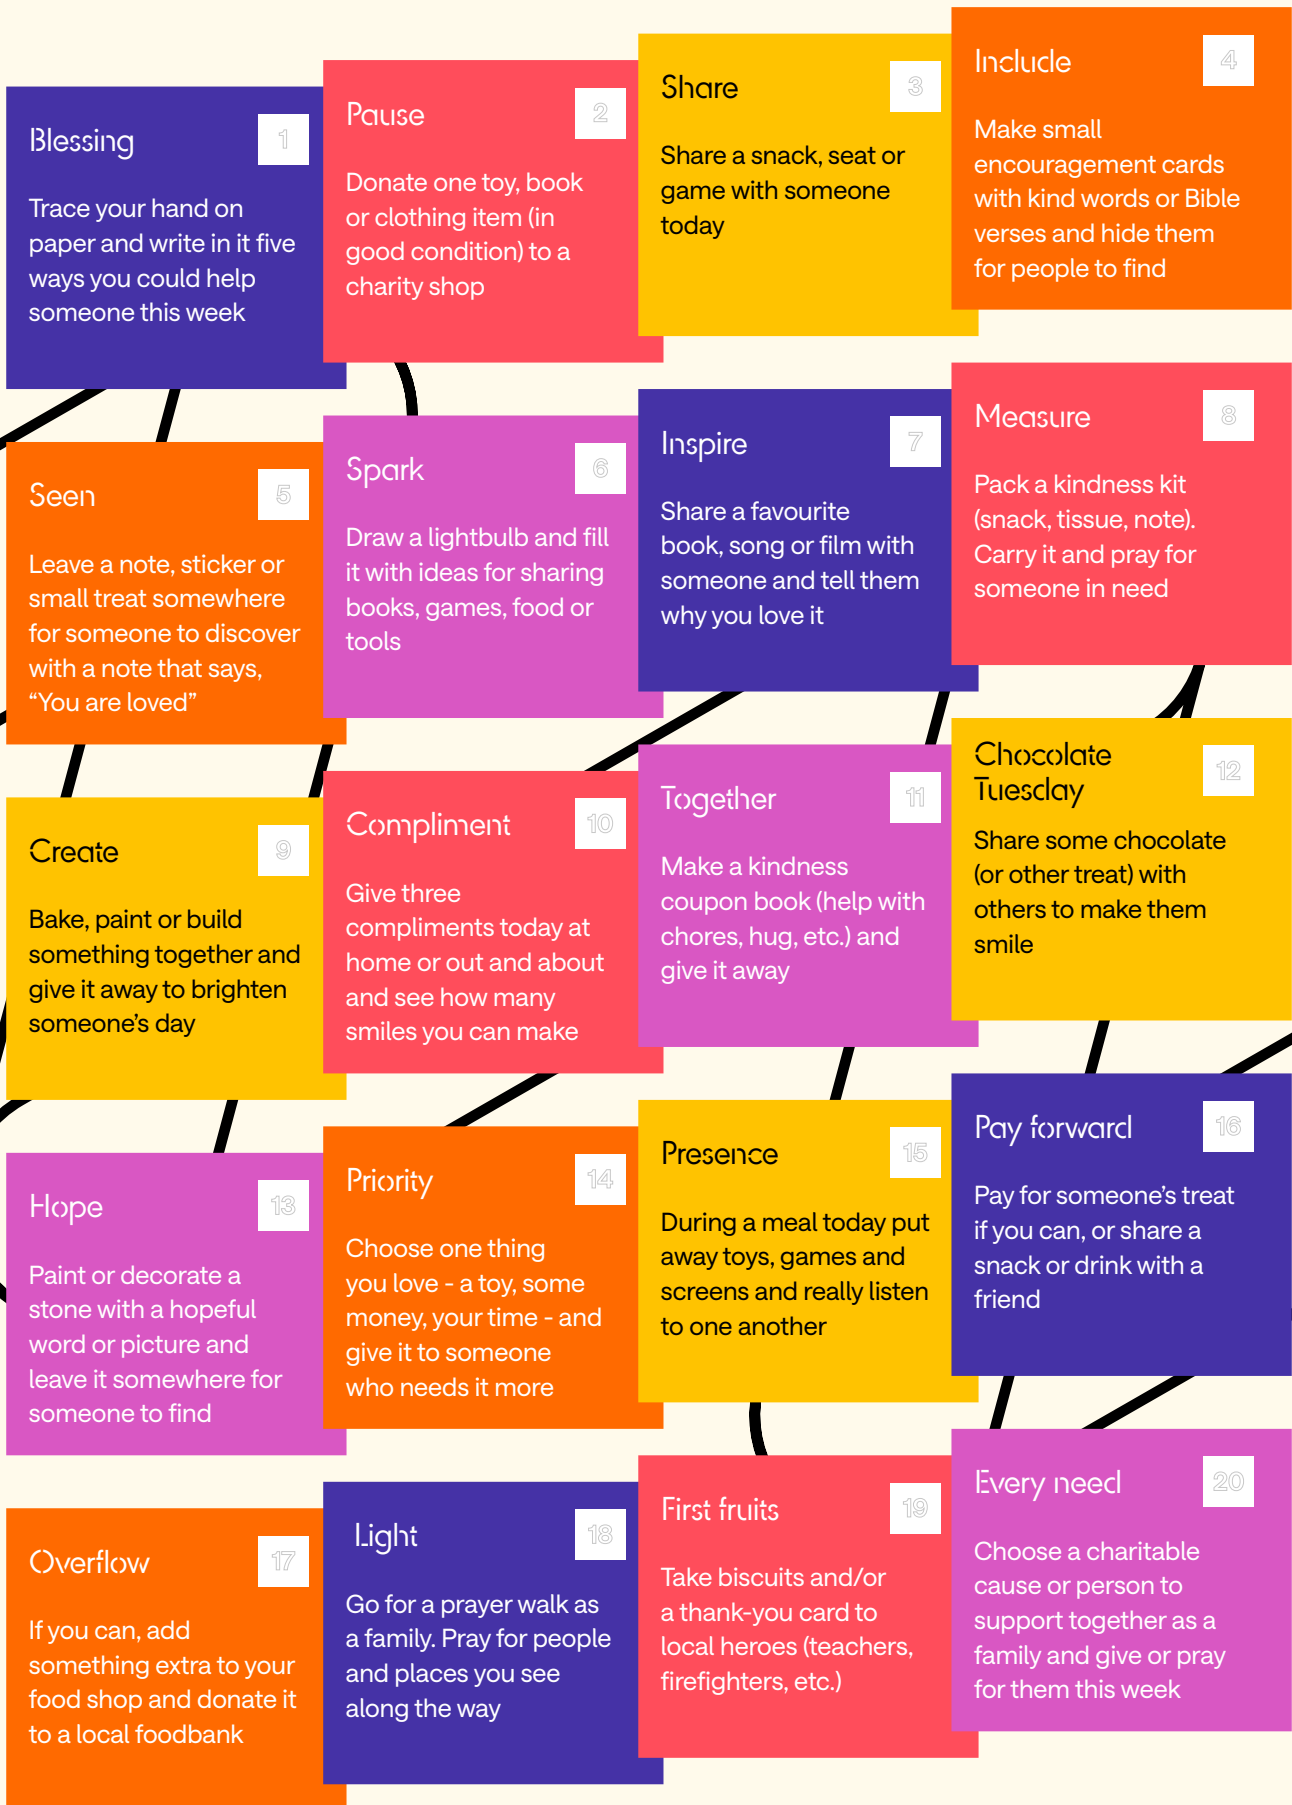 Blessing
1
Trace your hand on
paper and write in it five
ways you could help
someone this week
Pause
2
Donate one toy, book
or clothing item (in
good condition) to a
charity shop
Share
3
Share a snack, seat or
game with someone
today
Include
4
Make small
encouragement cards
with kind words or Bible
verses and hide them
for people to find
Seen
5
Leave a note, sticker or
small treat somewhere
for someone to discover
with a note that says,
“You are loved”
Spark
6
Draw a lightbulb and fill
it with ideas for sharing
books, games, food or
tools
Inspire
7
Share a favourite
book, song or film with
someone and tell them
why you love it
Measure
8
Pack a kindness kit
(snack, tissue, note).
Carry it and pray for
someone in need
Create
9
Bake, paint or build
something together and
give it away to brighten
someone’s day
Compliment
10
Give three
compliments today at
home or out and about
and see how many
smiles you can make
Together
11
Make a kindness
coupon book (help with
chores, hug, etc.) and
give it away
Chocolate
Tuesday
12
Share some chocolate
(or other treat) with
others to make them
smile
Hope
13
Paint or decorate a
stone with a hopeful
word or picture and
leave it somewhere for
someone to find
Priority
14
Choose one thing
you love - a toy, some
money, your time - and
give it to someone
who needs it more
Presence
15
During a meal today put
away toys, games and
screens and really listen
to one another
Pay forward
16
Pay for someone’s treat
if you can, or share a
snack or drink with a
friend
Overflow
17
If you can, add
something extra to your
food shop and donate it
to a local foodbank
Light
18
Go for a prayer walk as
a family. Pray for people
and places you see
along the way
First fruits
19
Take biscuits and/or
a thank-you card to
local heroes (teachers,
firefighters, etc.)
Every need
20
Choose a charitable
cause or person to
support together as a
family and give or pray
for them this week